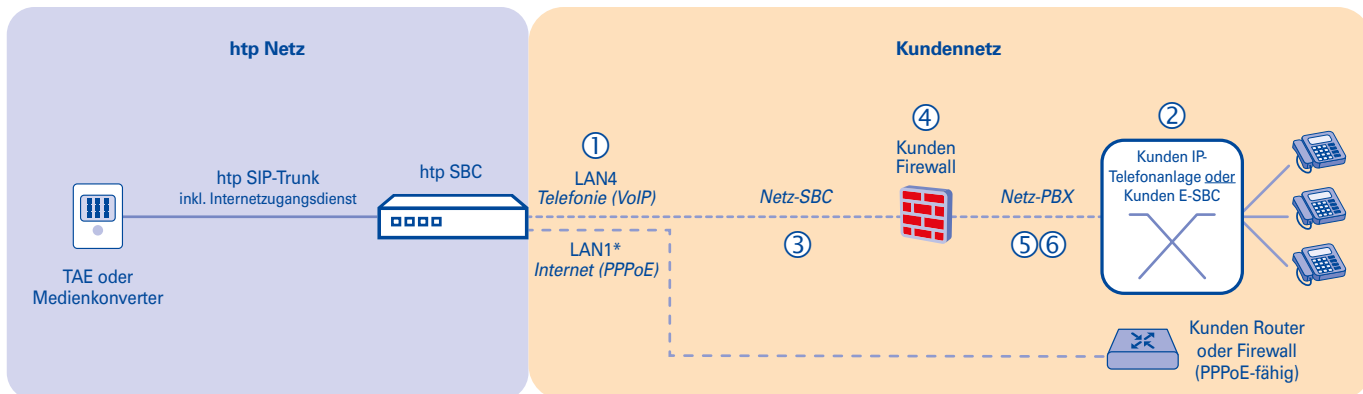 htp Netz
Kundennetz
TAE oder
Medienkonverter
htp SIP-Trunk
inkl. Internetzugangsdienst
htp SBC
①
LAN4
Telefonie (VoIP)
LAN1*
Internet (PPPoE)
Netz-SBC
③
④
Kunden
Firewall
Netz-PBX
⑤⑥
②
Kunden IP-
Telefonanlage oder
Kunden E-SBC
Kunden Router
oder Firewall
(PPPoE-fähig)